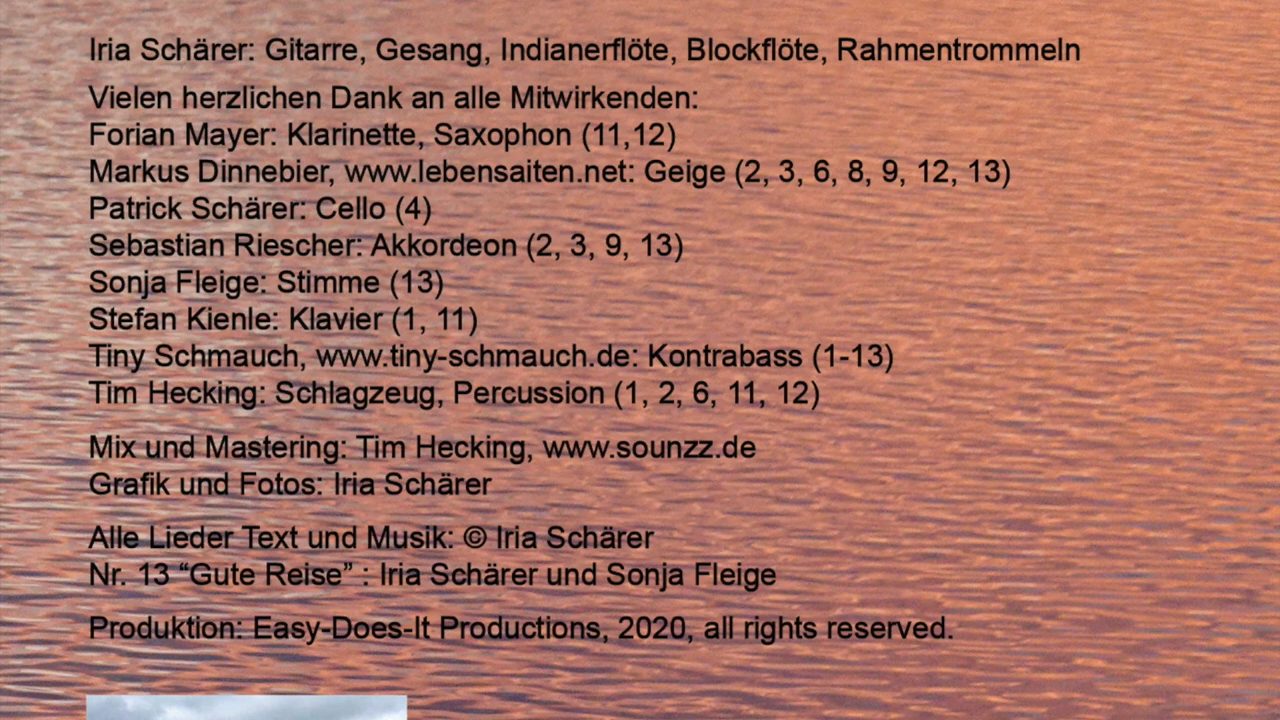 Iria Schärer: Gitarre, Gesang, Indianerflöte, Blockflöte, Rahmentrommeln
Vielen herzlichen Dank an alle Mitwirkenden:
Forian Mayer: Klarinette, Saxophon (11,12)
Markus Dinnebier, www.lebensaiten.net: Geige (2, 3, 6, 8, 9, 12, 13)
Patrick Schärer: Cello (4)
Sebastian Riescher: Akkordeon (2, 3, 9, 13)
Sonja Fleige: Stimme (13)
Stefan Kienle: Klavier (1, 11)
Tiny Schmauch, www.tiny-schmauch.de: Kontrabass (1-13)
Tim Hecking: Schlagzeug, Percussion (1, 2, 6, 11, 12)
Mix und Mastering: Tim Hecking, www.sounzz.de
Grafik und Fotos: Iria Schärer
Alle Lieder Text und Musik: © Iria Schärer
Nr. 13 “Gute Reise” : Iria Schärer und Sonja Fleige
Produktion: Easy-Does-It Productions, 2020, all rights reserved.